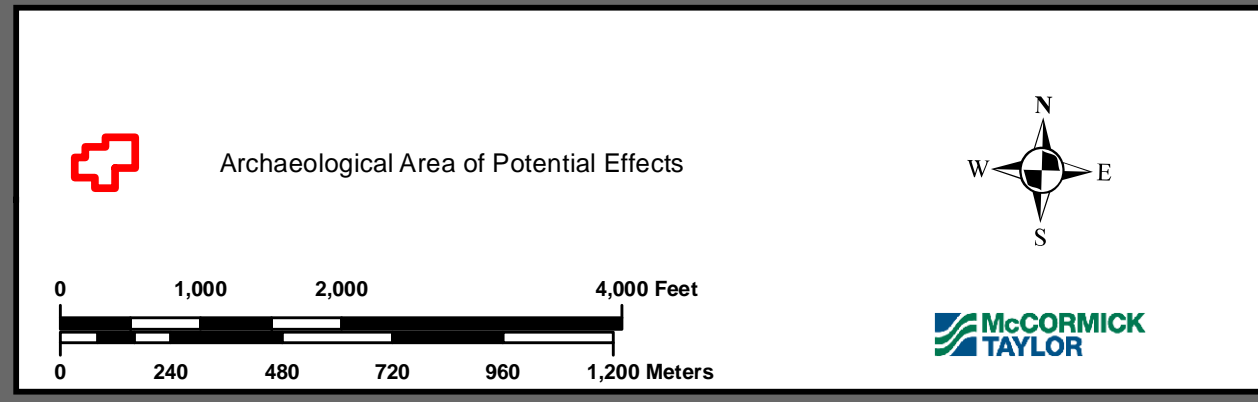 N
Archaeological Area of Potential Effects
W E
S
0 1,000 2,000 4,000 Feet
0 240 480 720 960 1,200 Meters
McCORMICK
TAYLOR